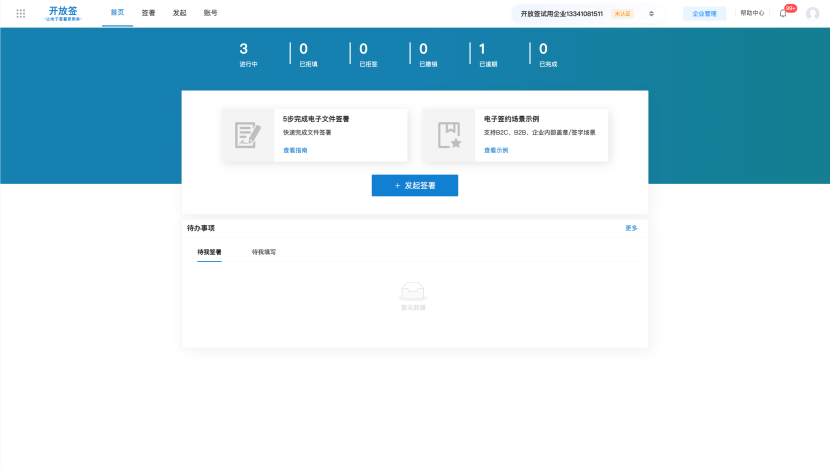 开放签
-让电子签署更简单-
首页 签署 发起 账号
开放签试用企业13341081511 未认证
企业管理 帮助中心 99+
3 0 0 0 1 0
进行中 已拒填 已拒签 已撤销 已逾期 已完成
5步完成电子文件签署
快速完成文件签署
查看指南
电子签约场景示例
支持B2C、B2B、企业内部盖章/签字场景
查看示例
+ 发起签署
待办事项 更多
待我签署 待我填写
暂无数据